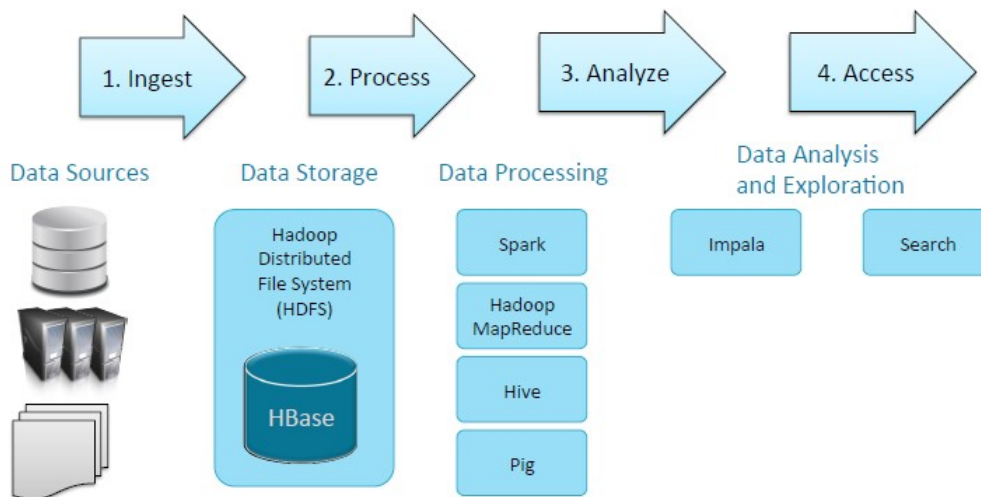 1. Ingest
2. Process
3. Analyze
4. Access
Data Sources
Data Storage
Data Processing
Data Analysis
and Exploration
Hadoop
Distributed
File System
(HDFS)
HBase
Spark
Hadoop
MapReduce
Hive
Pig
Impala
Search